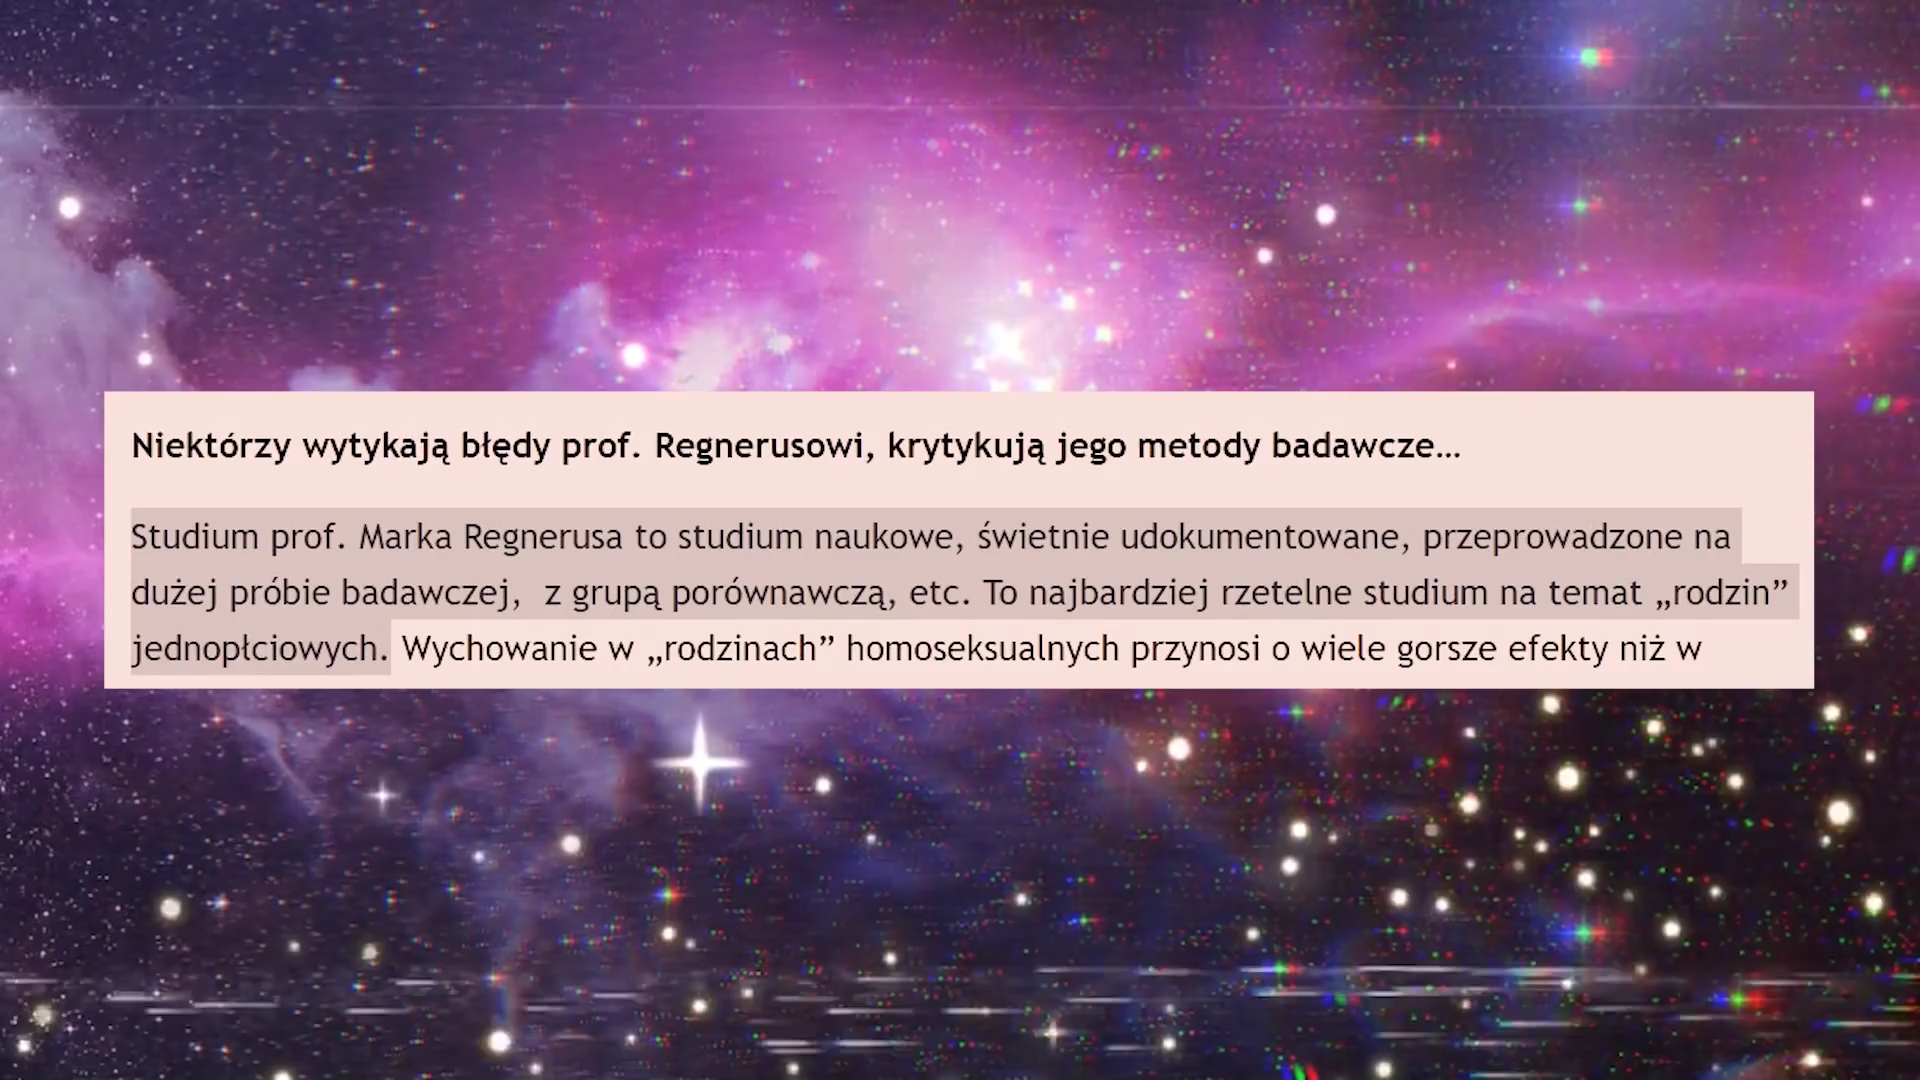 Niektórzy wytykają błędy prof. Regnerusowi, krytykują jego metody badawcze…
Studium prof. Marka Regnerusa to studium naukowe, świetnie udokumentowane, przeprowadzone na
dużej próbie badawczej,  z grupą porównawczą, etc. To najbardziej rzetelne studium na temat „rodzin”
jednopłciowych. Wychowanie w „rodzinach” homoseksualnych przynosi o wiele gorsze efekty niż w